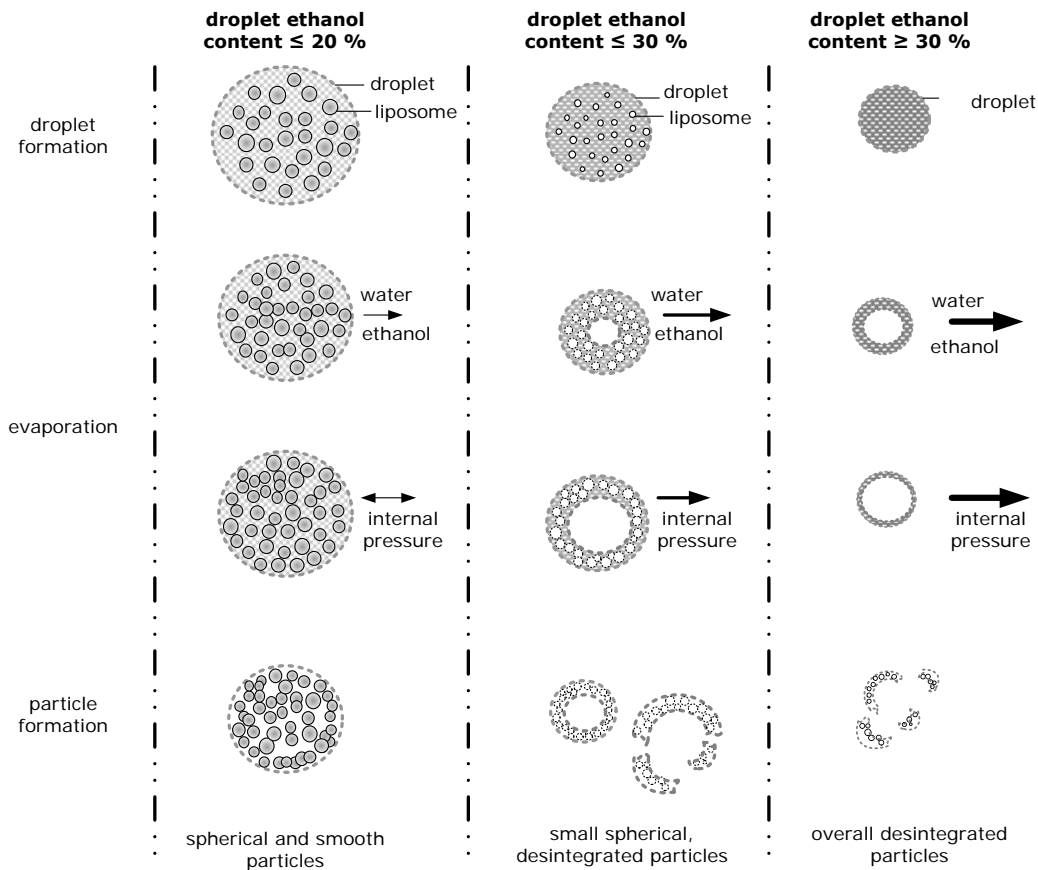 droplet ethanol
content ≤ 20 %
droplet ethanol
content ≤ 30 %
droplet ethanol
content ≥ 30 %
droplet
formation
droplet
liposome
droplet
liposome
droplet
evaporation
water
ethanol
water
ethanol
water
ethanol
internal
pressure
internal
pressure
internal
pressure
particle
formation
spherical and smooth
particles
small spherical,
desintegrated particles
overall desintegrated
particles